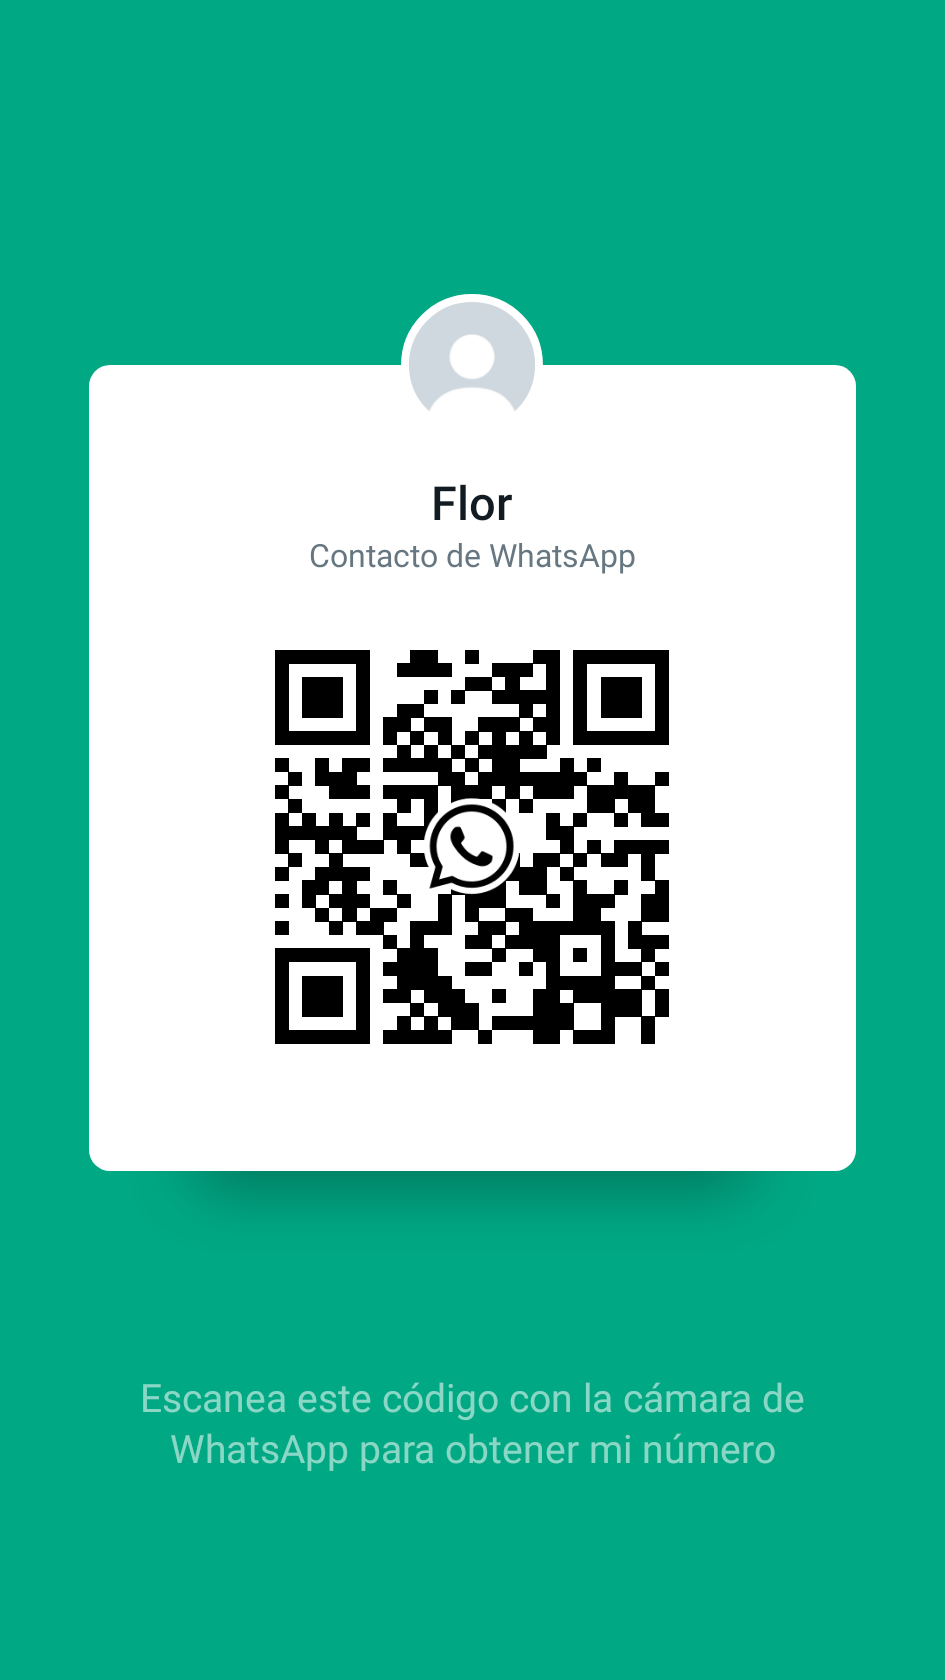 Flor
Contacto de WhatsApp
Escanea este código con la cámara de
WhatsApp para obtener mi número